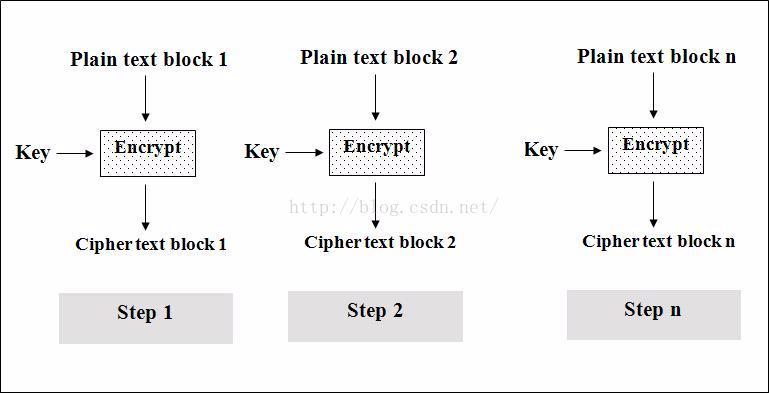 Plain text block 1
Plain text block 2
Plain text block n
Key
Encrypt
Key
Encrypt
Key
Encrypt
http://blog.csdn.net/
Cipher text block 1
Cipher text block 2
Cipher text block n
Step 1
Step 2
Step n